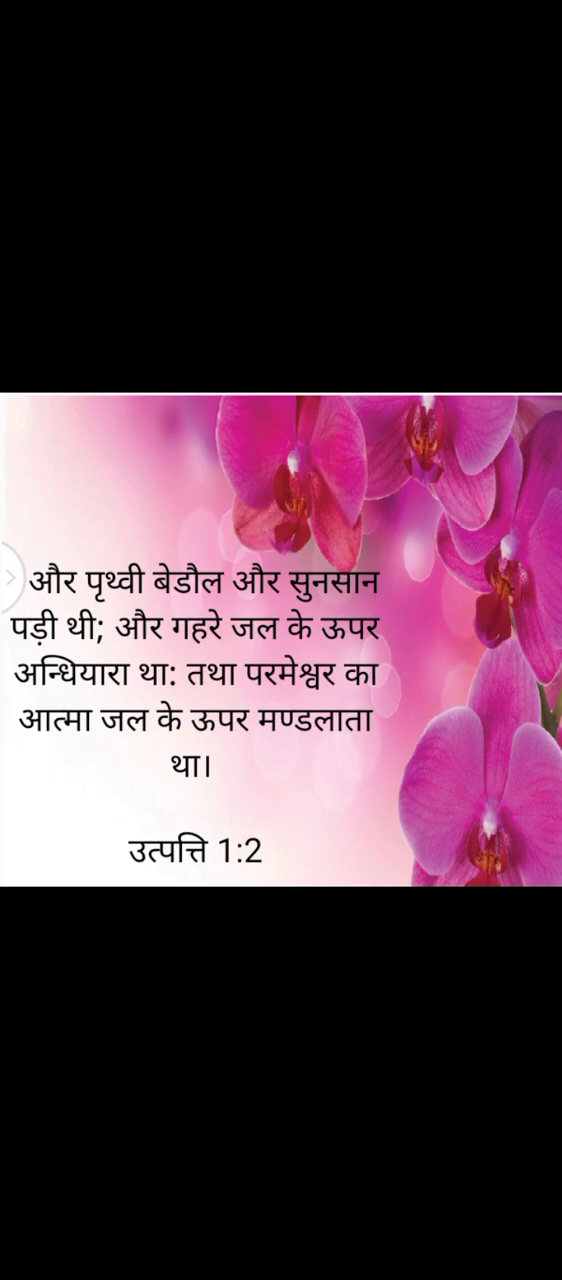 और पृथ्वी बेडौल और सुनसान
पड़ी थी; और गहरे जल के ऊपर
अन्धियारा था: तथा परमेश्वर का
आत्मा जल के ऊपर मण्डलाता
था।
उत्पत्ति 1:2